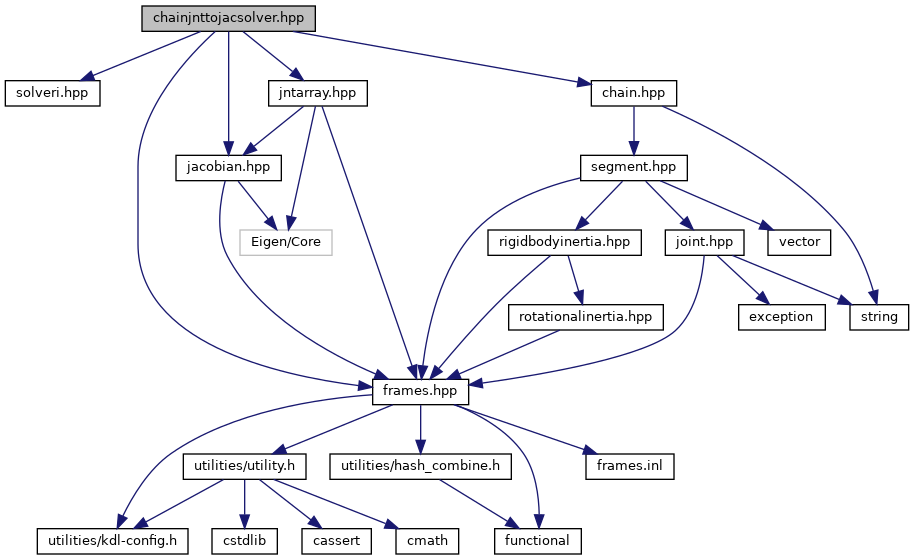 chainjnttojacsolver.hpp
solveri.hpp
jntarray.hpp
chain.hpp
jacobian.hpp
segment.hpp
Eigen/Core
rigidbodyinertia.hpp
joint.hpp
vector
rotationalinertia.hpp
exception
string
frames.hpp
utilities/utility.h
utilities/hash_combine.h
frames.inl
utilities/kdl-config.h
cstdlib
cassert
cmath
functional